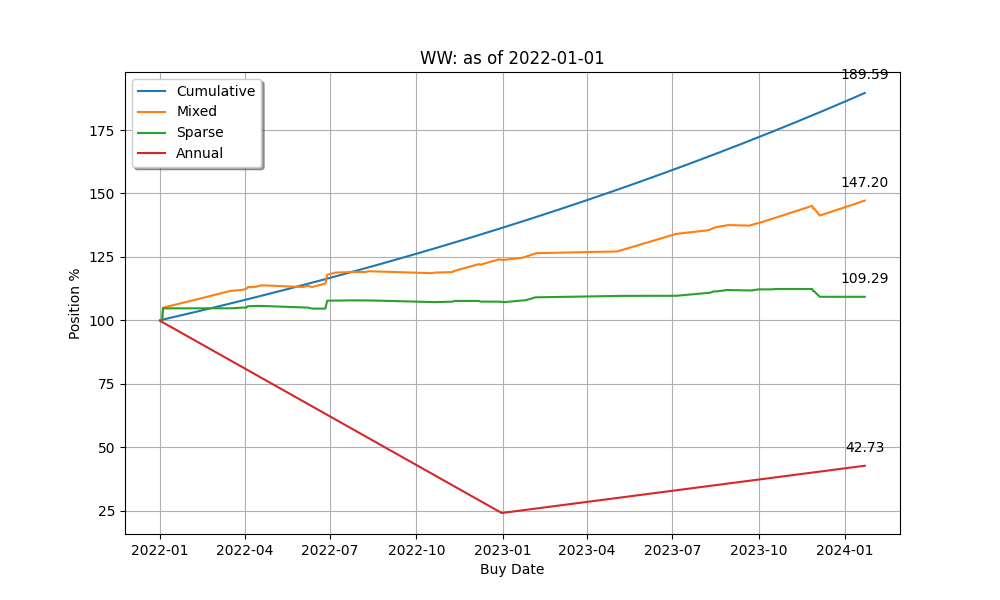 WW: as of 2022-01-01
189.59
Cumulative
Mixed
Sparse
Annual
147.20
109.29
42.73
Position %
175
150
125
100
75
50
25
2022-01 2022-04 2022-07 2022-10 2023-01 2023-04 2023-07 2023-10 2024-01
Buy Date